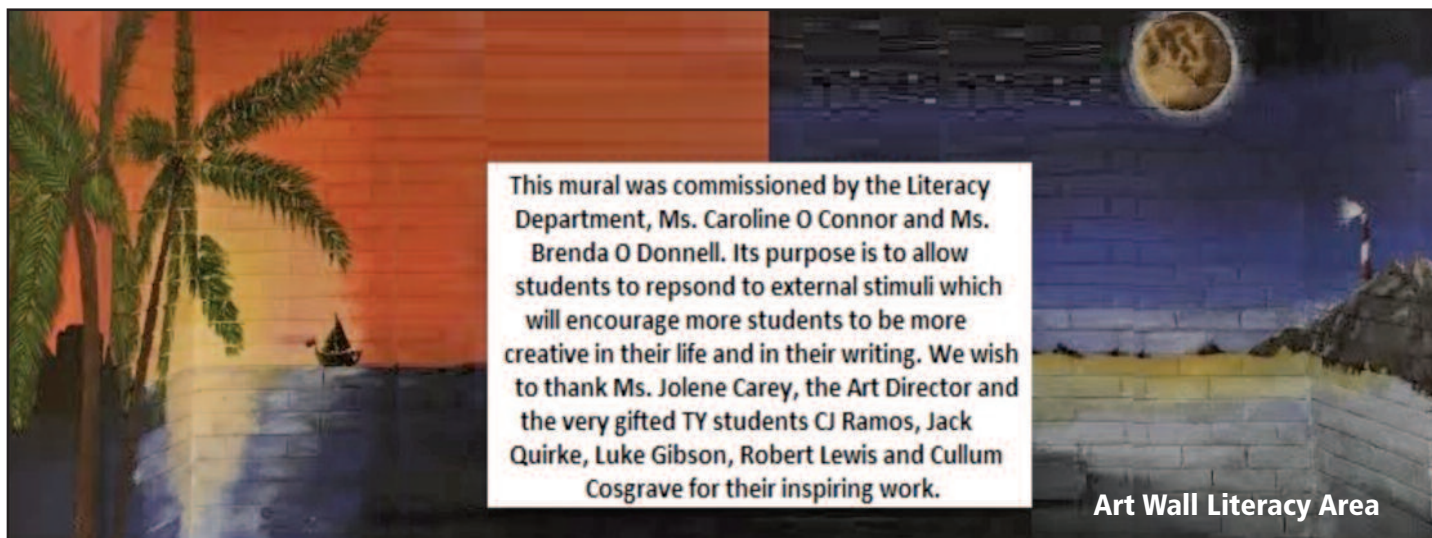 This mural was commissioned by the Literacy
Department, Ms. Caroline O Connor and Ms.
Brenda O Donnell. Its purpose is to allow
students to repsond to external stimuli which
will encourage more students to be more
creative in their life and in their writing. We wish
to thank Ms. Jolene Carey, the Art Director and
the very gifted TY students CJ Ramos, Jack
Quirke, Luke Gibson, Robert Lewis and Cullum
Cosgrave for their inspiring work.
Art Wall Literacy Area